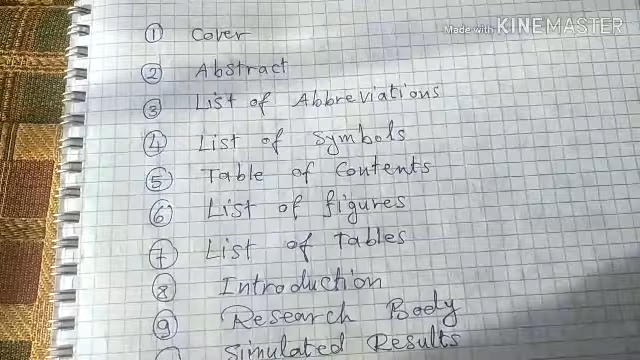 Made with KINEMASTER
1 Cover
2 Abstract
3 List of Abbreviations
4 List of Symbols
5 Table of Contents
6 List of figures
7 List of Tables
8 Introduction
9 Research Body
Simulated Results